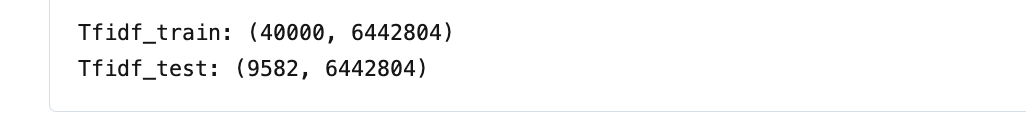 Tfidf_train: (40000, 6442804)
Tfidf_test: (9582, 6442804)